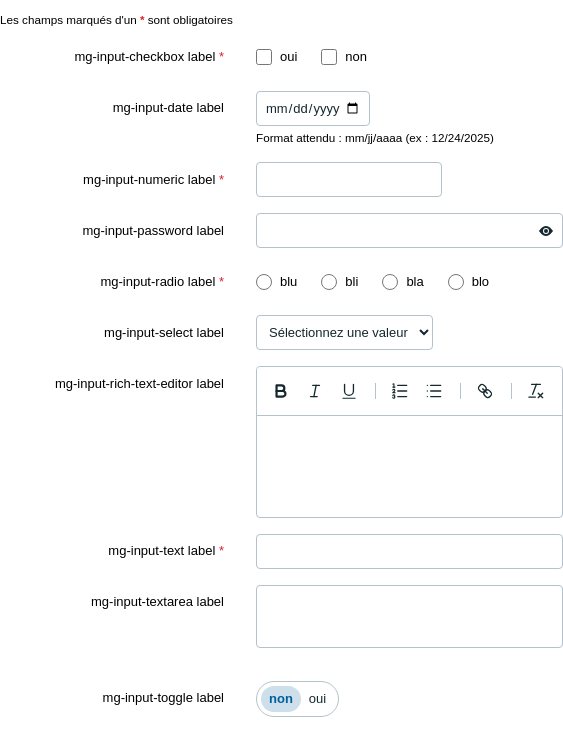 Les champs marqués d'un * sont obligatoires
mg-input-checkbox label * oui non
mg-input-date label mm/dd/yyyy
Format attendu : mm/jj/aaaa (ex : 12/24/2025)
mg-input-numeric label *
mg-input-password label
mg-input-radio label * blu bli bla blo
mg-input-select label Sélectionnez une valeur
mg-input-rich-text-editor label
mg-input-text label *
mg-input-textarea label
mg-input-toggle label non oui